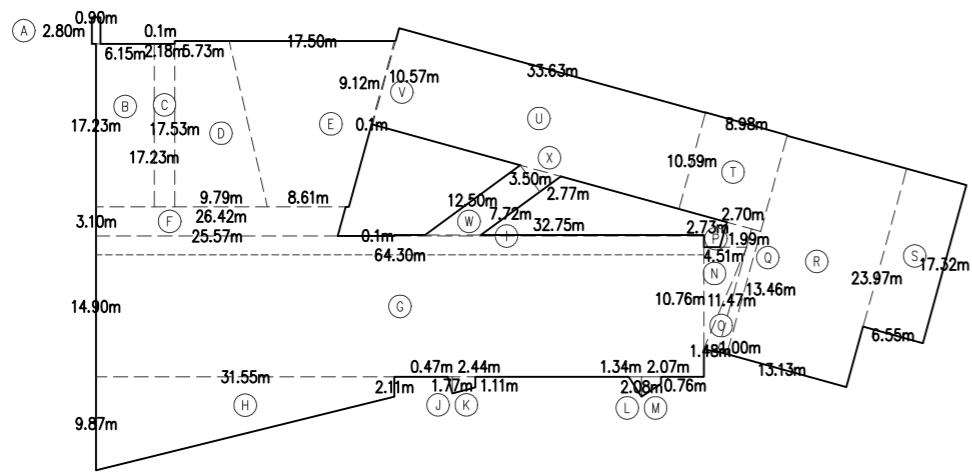 0.90m
A 2.80m 0.1m
6.15m 2.18m 5.73m 17.50m
33.63m
9.12m 10.57m
V
B C
17.23m 17.53m D E 0.1m U 8.98m
17.23m X 10.59m T
3.50m
9.79m 8.61m 12.50m 2.77m
3.10m 26.42m F W 7.72m 32.75m 2.70m
25.57m 0.1m I 2.73m P 1.99m
64.30m 4.51m Q R S 17.32m
N 23.97m
14.90m G 10.76m 11.47m 13.46m
O 6.55m
1.48m 1.00m
31.55m 0.47m 2.44m 1.34m 2.07m 13.13m
2.11m 1.77m 1.11m 2.08m 0.76m
H J K L M
9.87m